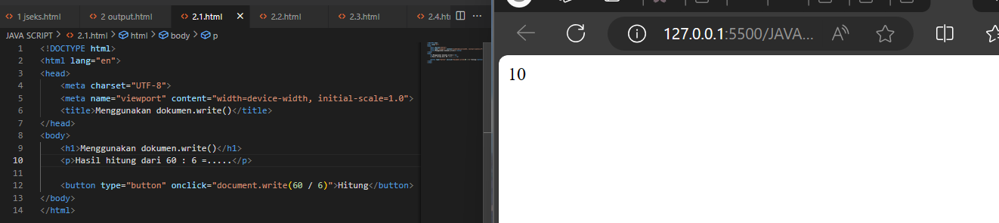 1 jseks.html 2 output.html 2.1.html 2.2.html 2.3.html 2.4.ht
JAVA SCRIPT > 2.1.html > html > body > p
1 <!DOCTYPE html>
2 <html lang="en">
3 <head>
4 <meta charset="UTF-8">
5 <meta name="viewport" content="width=device-width, initial-scale=1.0">
6 <title>Menggunakan dokumen.write()</title>
7 </head>
8 <body>
9 <h1>Menggunakan dokumen.write()</h1>
10 <p>Hasil hitung dari 60 : 6 =.....</p>
11
12 <button type="button" onclick="document.write(60 / 6)">Hitung</button>
13 </body>
14 </html>
127.0.0.1:5500/JAVA...
10